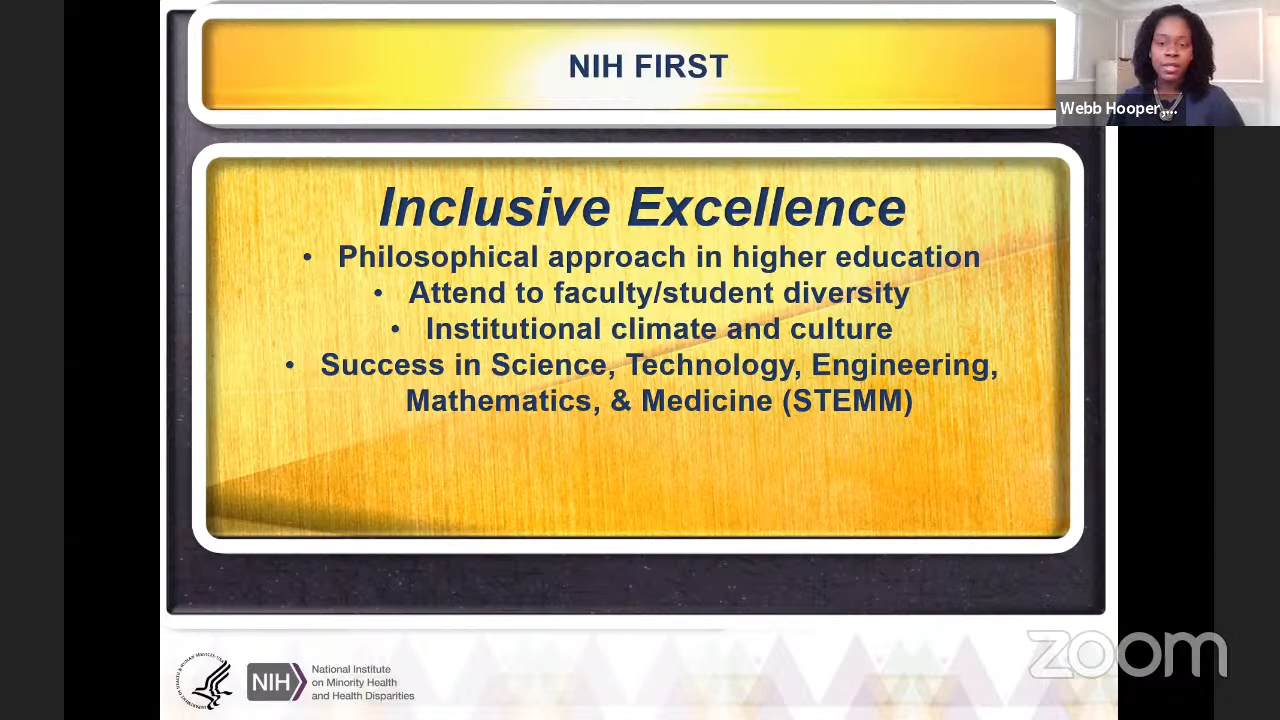 NIH FIRST
Webb Hooper,...
Inclusive Excellence
• Philosophical approach in higher education
• Attend to faculty/student diversity
• Institutional climate and culture
• Success in Science, Technology, Engineering,
Mathematics, & Medicine (STEMM)
NIH
National Institute
on Minority Health
and Health Disparities
zoom